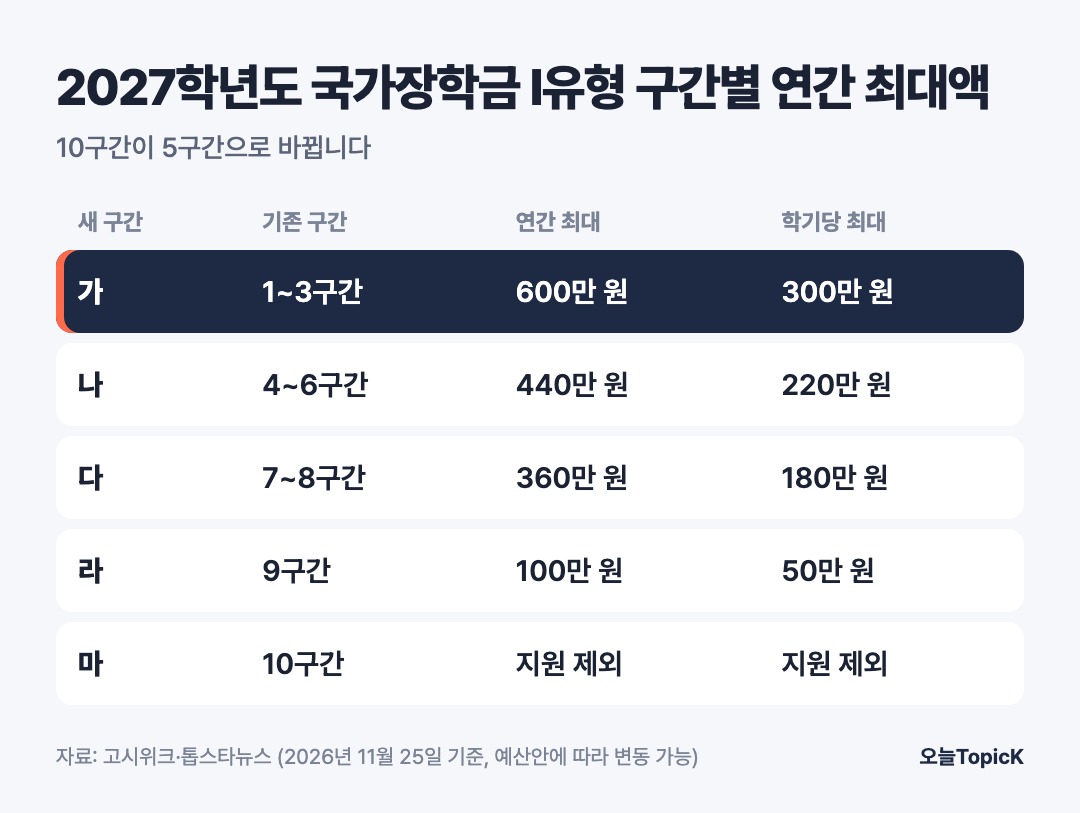 2027학년도 국가장학금 I유형 구간별 연간 최대액
10구간이 5구간으로 바뀝니다
새 구간 기존 구간 연간 최대 학기당 최대
가 1~3구간 600만 원 300만 원
나 4~6구간 440만 원 220만 원
다 7~8구간 360만 원 180만 원
라 9구간 100만 원 50만 원
마 10구간 지원 제외 지원 제외
자료: 고시위크·톱스타뉴스 (2026년 11월 25일 기준, 예산안에 따라 변동 가능) 오늘TopicK